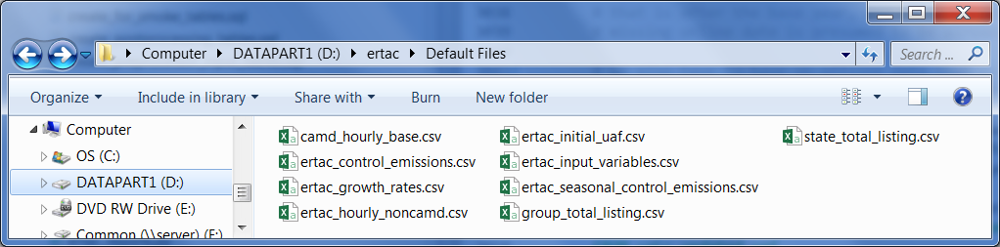 Computer ▸ DATAPART1 (D:) ▸ ertac ▸ Default Files
Search ...
Organize Include in library Share with Burn New folder
Computer
OS (C:)
DATAPART1 (D:)
DVD RW Drive (E:)
Common (\\server) (F:)
camd_hourly_base.csv
ertac_control_emissions.csv
ertac_growth_rates.csv
ertac_hourly_noncamd.csv
ertac_initial_uaf.csv
ertac_input_variables.csv
ertac_seasonal_control_emissions.csv
group_total_listing.csv
state_total_listing.csv